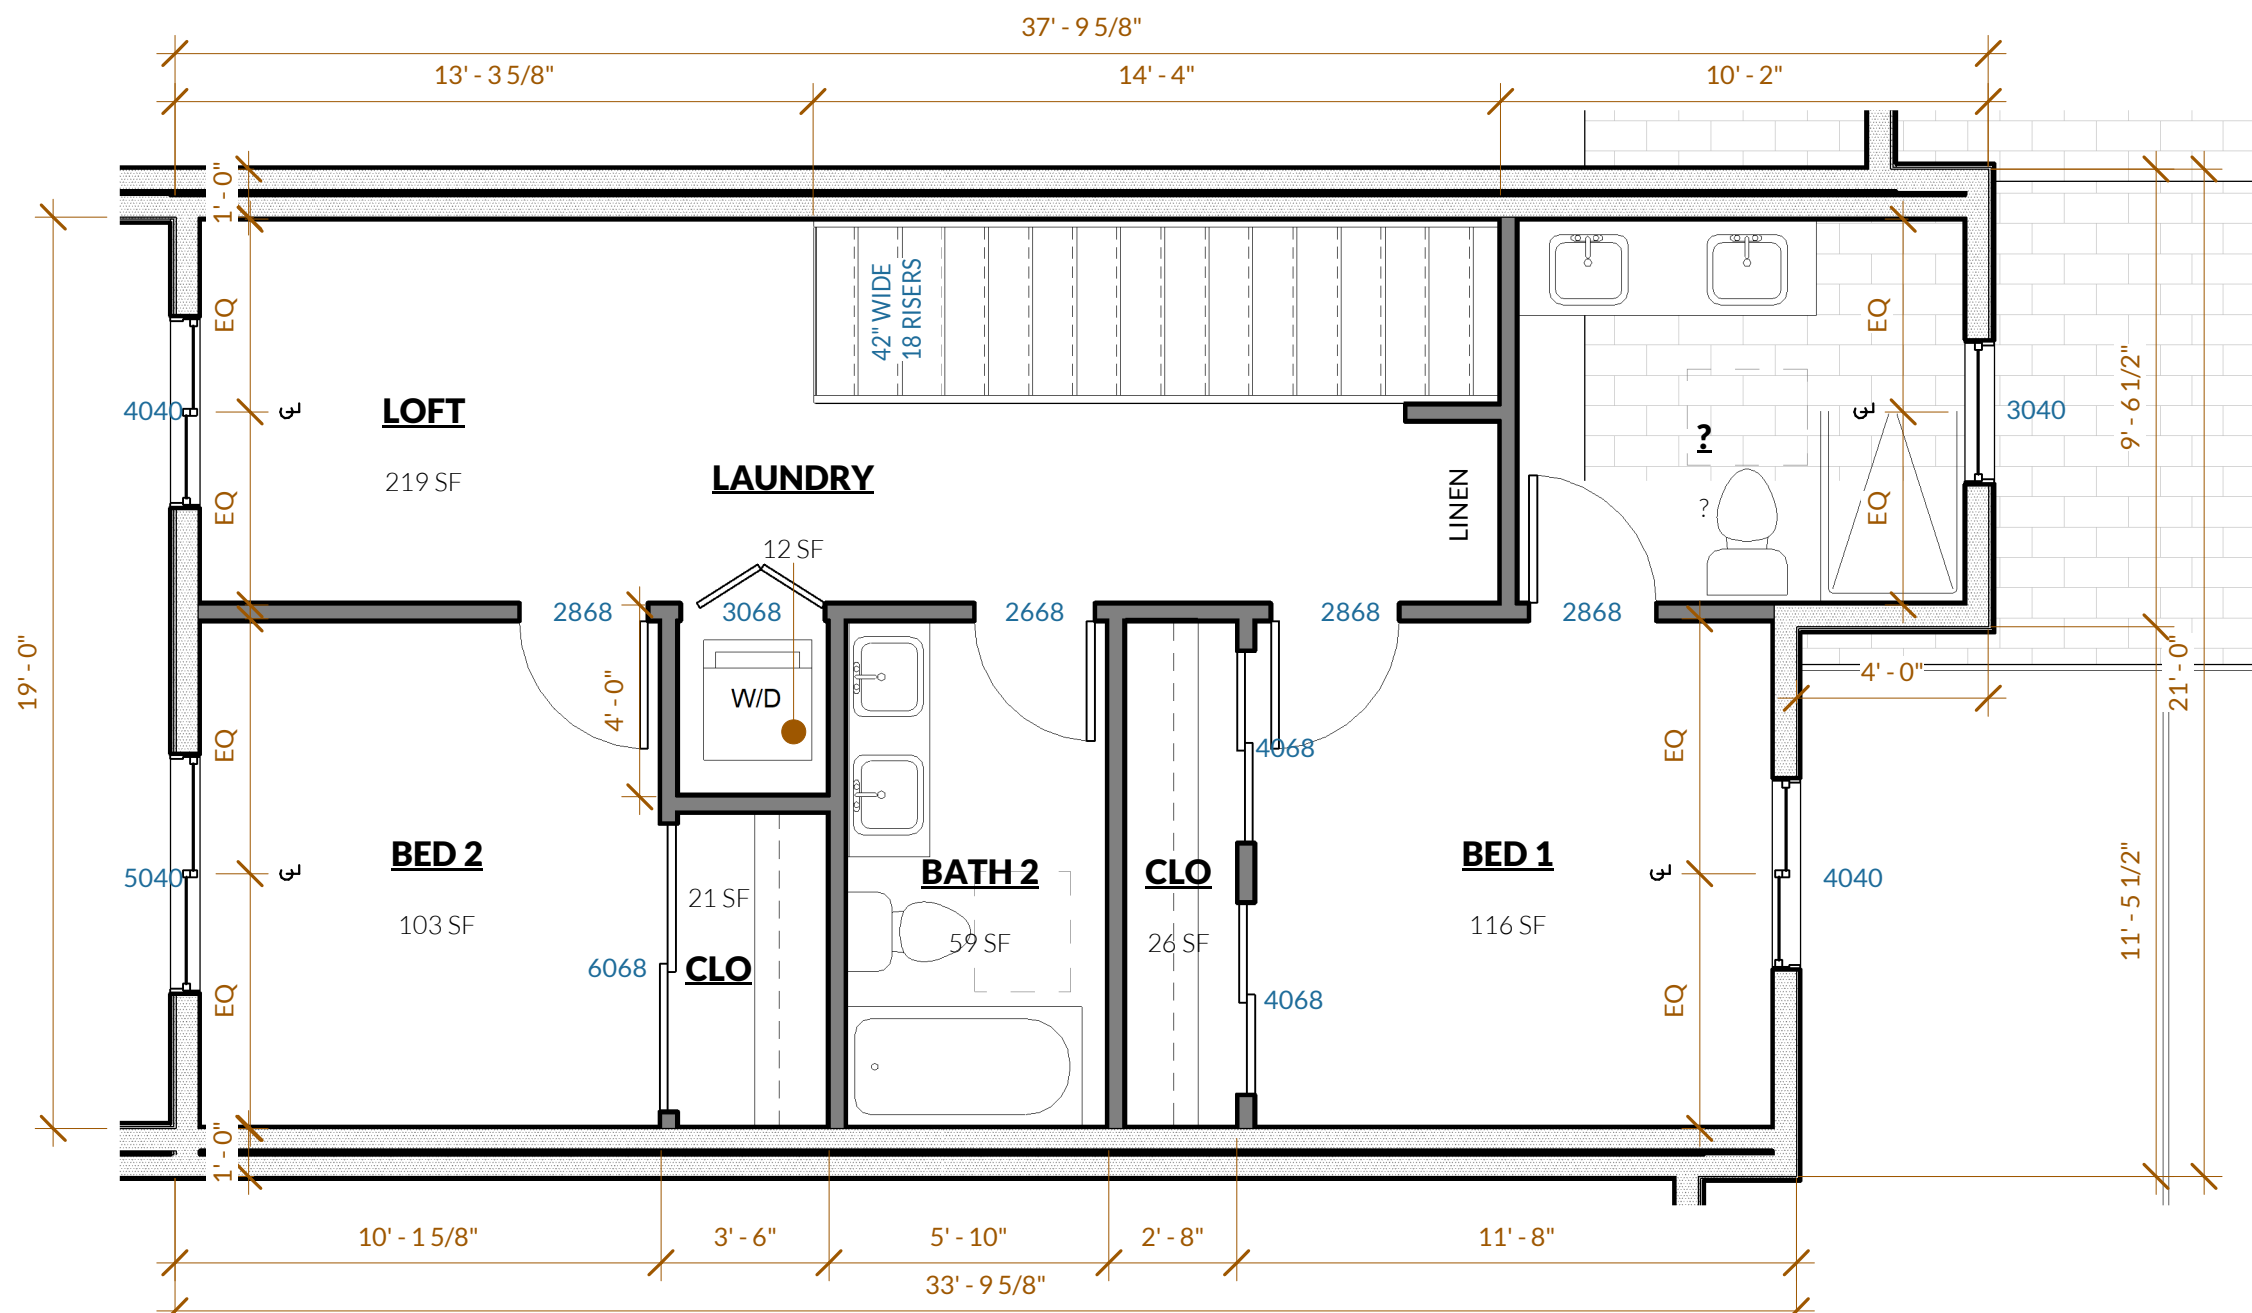 37' - 9 5/8"
13' - 3 5/8"
14' - 4"
10' - 2"
1' - 0"
EQ
42" WIDE
18 RISERS
EQ
4040
℄
LOFT
℄
3040
9' - 6 1/2"
?
219 SF
LAUNDRY
LINEN
?
EQ
EQ
12 SF
2868
3068
2668
2868
2868
19' - 0"
4' - 0"
21' - 0"
4' - 0"
W/D
EQ
4068
EQ
BED 2
BATH 2
CLO
BED 1
5040
℄
℄
4040
21 SF
103 SF
59 SF
26 SF
116 SF
11' - 5 1/2"
6068
CLO
EQ
4068
EQ
1' - 0"
10' - 1 5/8"
3' - 6"
5' - 10"
2' - 8"
11' - 8"
33' - 9 5/8"